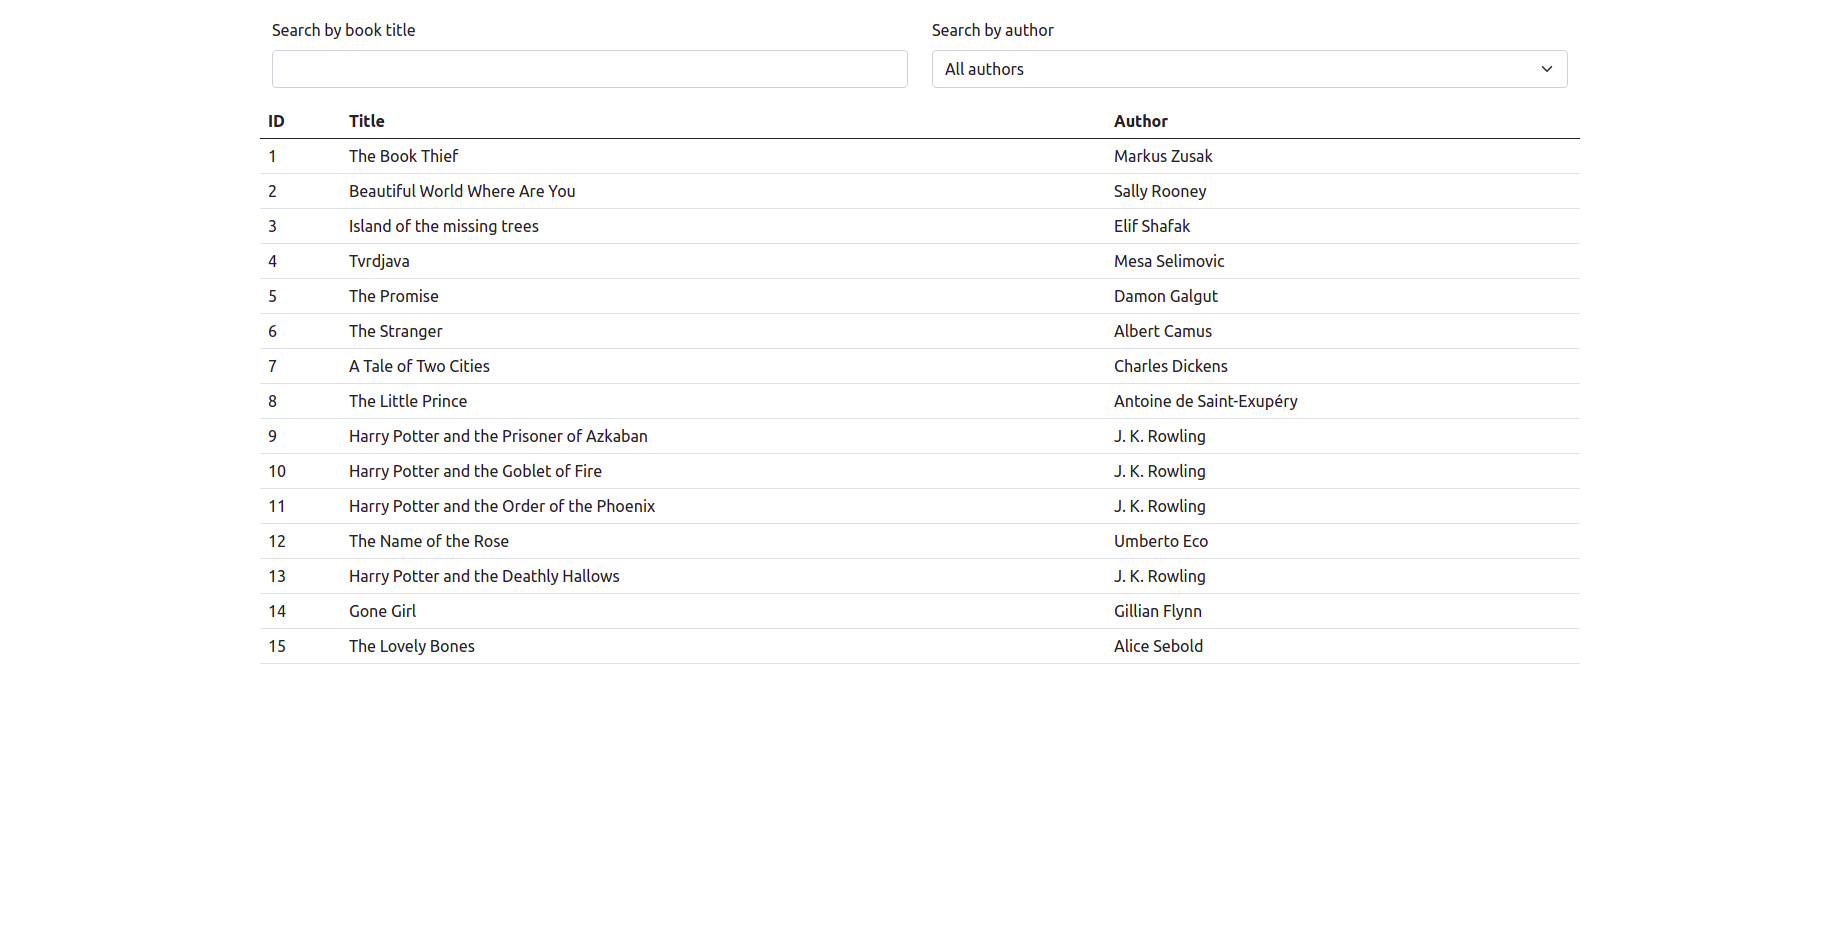 Search by book title
Search by author
All authors
ID Title Author
1 The Book Thief Markus Zusak
2 Beautiful World Where Are You Sally Rooney
3 Island of the missing trees Elif Shafak
4 Tvrdjava Mesa Selimovic
5 The Promise Damon Galgut
6 The Stranger Albert Camus
7 A Tale of Two Cities Charles Dickens
8 The Little Prince Antoine de Saint-Exupéry
9 Harry Potter and the Prisoner of Azkaban J. K. Rowling
10 Harry Potter and the Goblet of Fire J. K. Rowling
11 Harry Potter and the Order of the Phoenix J. K. Rowling
12 The Name of the Rose Umberto Eco
13 Harry Potter and the Deathly Hallows J. K. Rowling
14 Gone Girl Gillian Flynn
15 The Lovely Bones Alice Sebold